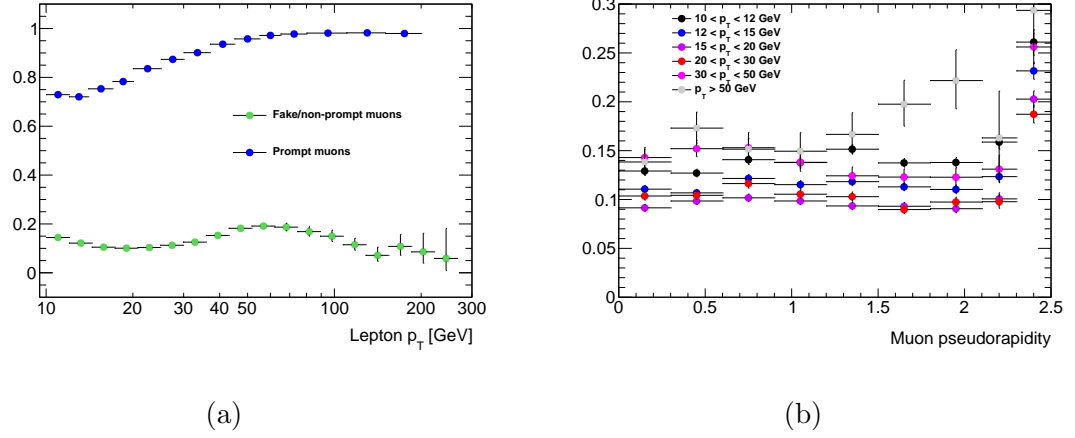 1
0.8
0.6
0.4
0.2
0
Fake/non-prompt muons
Prompt muons
10 20 30 40 50 100 200 300
Lepton p_T [GeV]
(a)
0.3
0.25
0.2
0.15
0.1
0.05
0
10 < p_T < 12 GeV
12 < p_T < 15 GeV
15 < p_T < 20 GeV
20 < p_T < 30 GeV
30 < p_T < 50 GeV
p_T > 50 GeV
0 0.5 1 1.5 2 2.5
Muon pseudorapidity
(b)